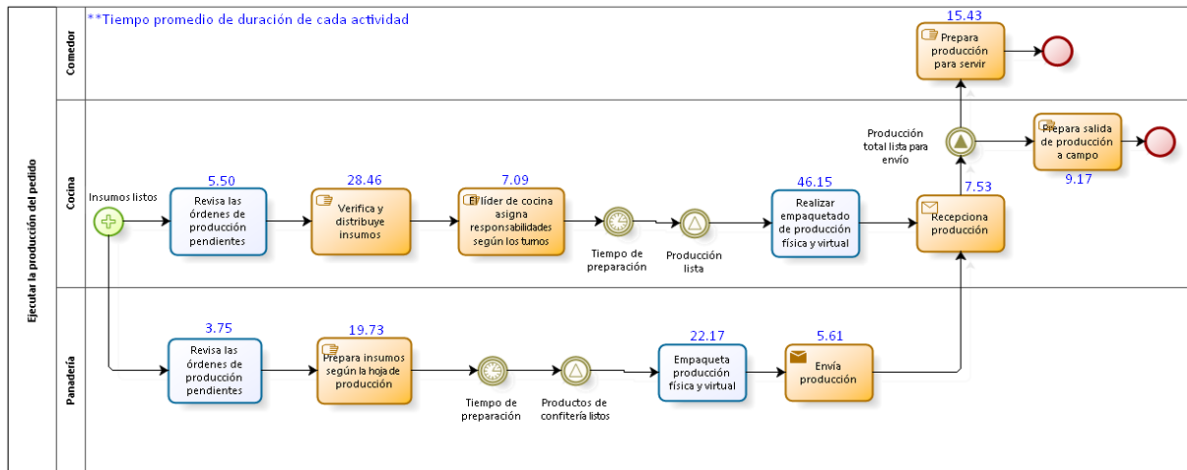 **Tiempo promedio de duración de cada actividad
15.43
Comedor
Prepara
producción
para servir
Ejecutar la producción del pedido
Cocina
Producción
total lista para
envío
Prepara salida
de producción
a campo
9.17
Insumos listos
5.50
Revisa las
órdenes de
producción
pendientes
28.46
Verifica y
distribuye
insumos
7.09
El líder de cocina
asigna
responsabilidades
según los turnos
Tiempo de
preparación
Producción
lista
46.15
Realizar
empaquetado
de producción
física y virtual
7.53
Recepciona
producción
Panadería
3.75
Revisa las
órdenes de
producción
pendientes
19.73
Prepara insumos
según la hoja de
producción
Tiempo de
preparación
Productos de
confitería listos
22.17
Empaqueta
producción
física y virtual
5.61
Envía
producción